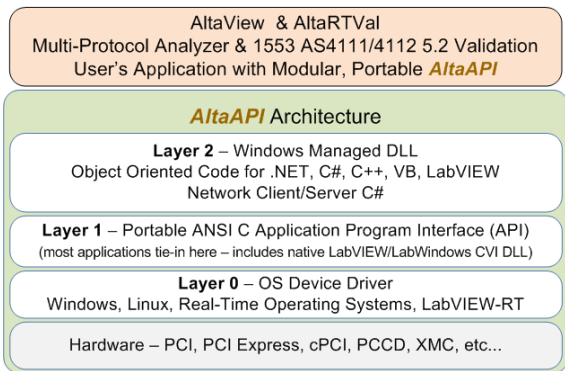 AltaView & AltaRTVal
Multi-Protocol Analyzer & 1553 AS4111/4112 5.2 Validation
User's Application with Modular, Portable AltaAPI
AltaAPI Architecture
Layer 2 – Windows Managed DLL
Object Oriented Code for .NET, C#, C++, VB, LabVIEW
Network Client/Server C#
Layer 1 – Portable ANSI C Application Program Interface (API)
(most applications tie-in here – includes native LabVIEW/LabWindows CVI DLL)
Layer 0 – OS Device Driver
Windows, Linux, Real-Time Operating Systems, LabVIEW-RT
Hardware – PCI, PCI Express, cPCI, PCCD, XMC, etc...